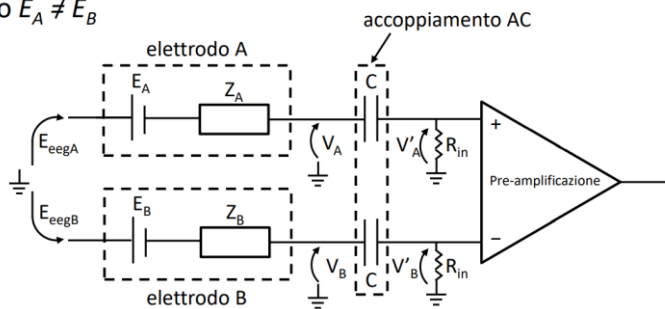 o E_A ≠ E_B
accoppiamento AC
elettrodo A
E_A
Z_A
C
E_eegA
V_A
V'_A
R_in
+
Pre-amplificazione
E_eegB
E_B
Z_B
−
V_B
C
V'_B
R_in
elettrodo B